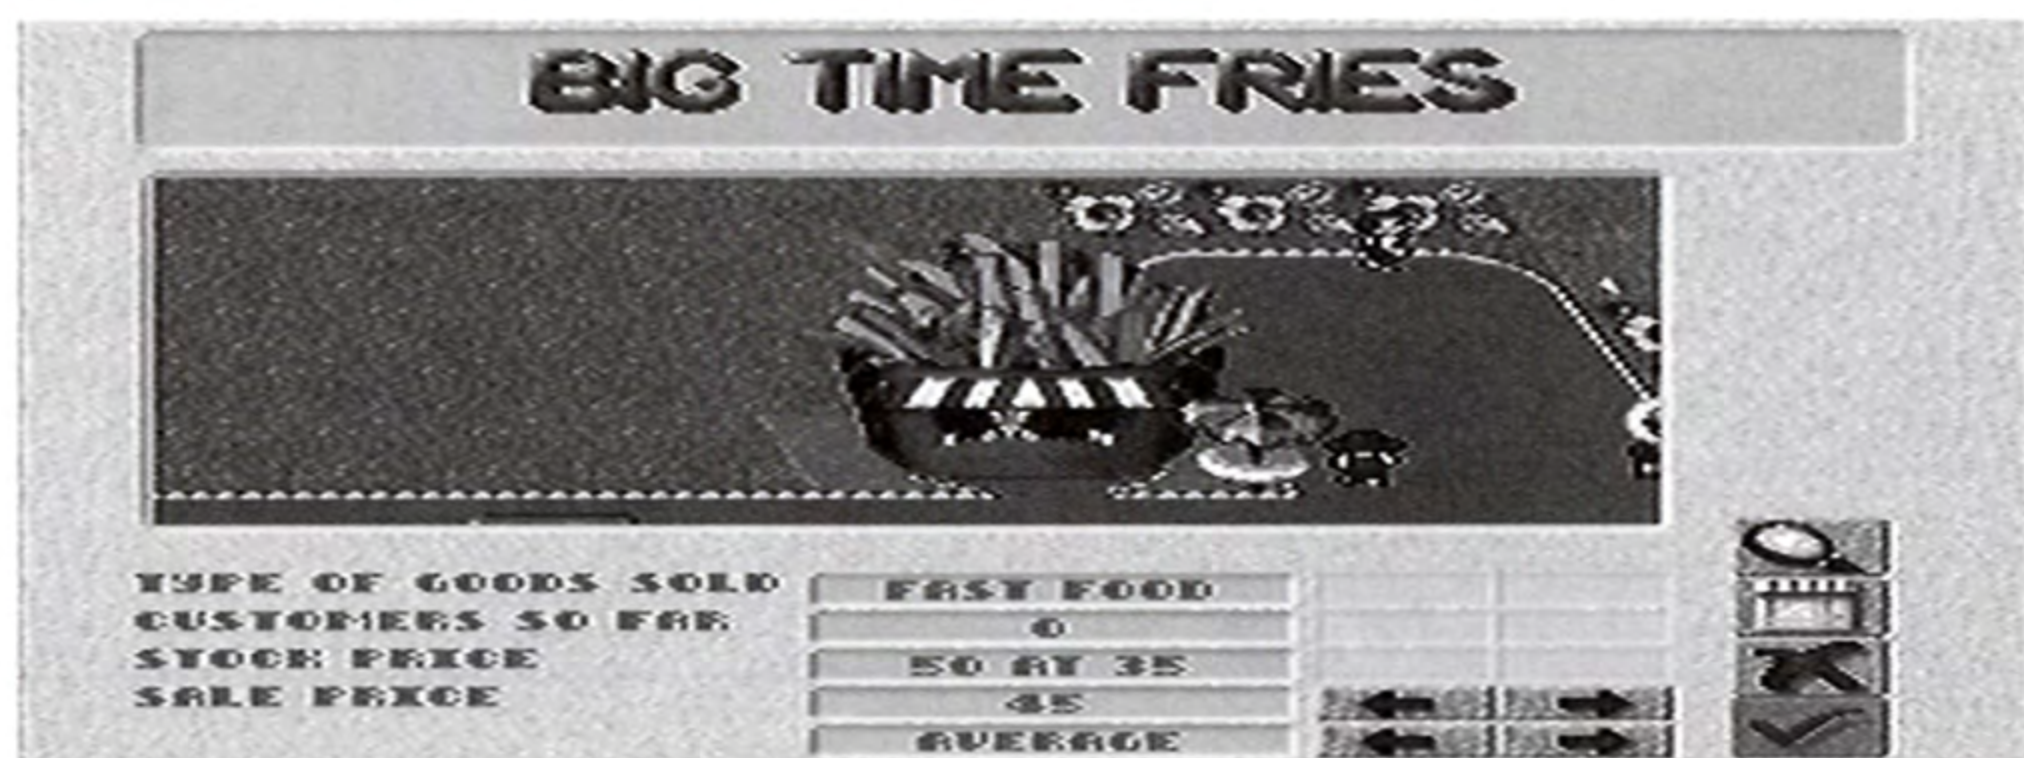 BIG TIME FRIES
TYPE OF GOODS SOLD FAST FOOD
CUSTOMERS SO FAR 0
STOCK PRICE 50 AT 35
SALE PRICE 45
AVERAGE